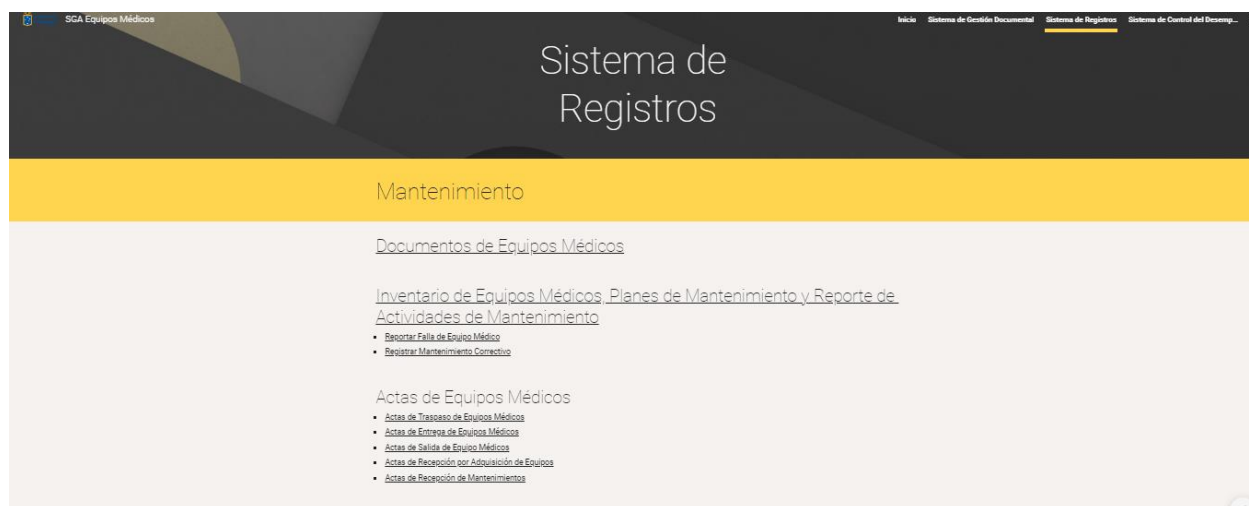 SGA Equipos Médicos
Inicio Sistema de Gestión Documental Sistema de Registros Sistema de Control del Desemp...
Sistema de
Registros
Mantenimiento
Documentos de Equipos Médicos
Inventario de Equipos Médicos, Planes de Mantenimiento y Reporte de
Actividades de Mantenimiento
▪ Reportar Falla de Equipo Médico
▪ Registrar Mantenimiento Correctivo
Actas de Equipos Médicos
▪ Actas de Traspaso de Equipos Médicos
▪ Actas de Entrega de Equipos Médicos
▪ Actas de Salida de Equipo Médicos
▪ Actas de Recepción por Adquisición de Equipos
▪ Actas de Recepción de Mantenimientos